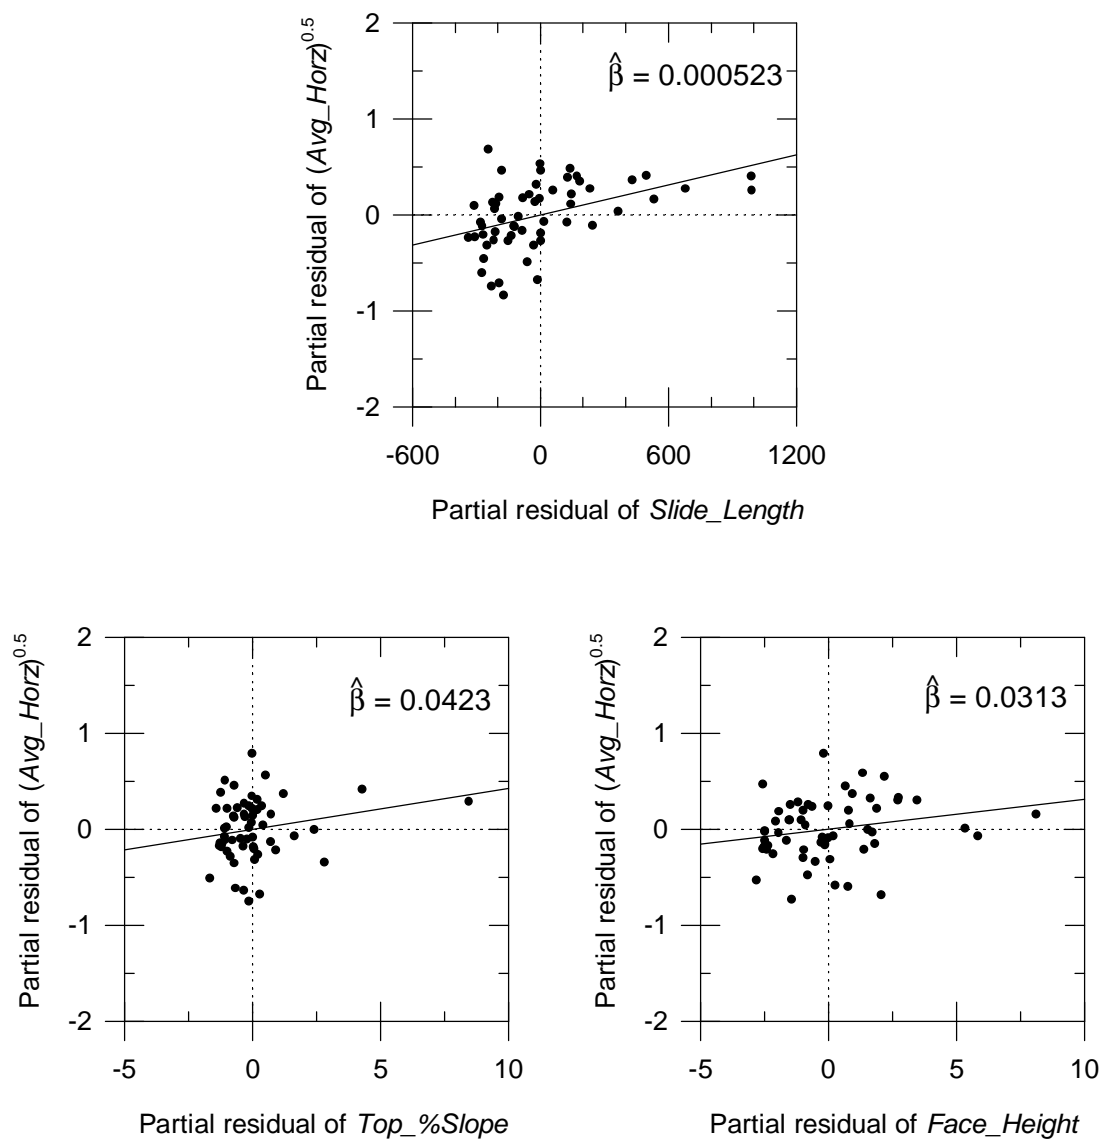 2
1
0
-1
-2
Partial residual of (Avg_Horz)^0.5
β̂ = 0.000523
-600 0 600 1200
Partial residual of Slide_Length
2
1
0
-1
-2
Partial residual of (Avg_Horz)^0.5
β̂ = 0.0423
-5 0 5 10
Partial residual of Top_%Slope
2
1
0
-1
-2
Partial residual of (Avg_Horz)^0.5
β̂ = 0.0313
-5 0 5 10
Partial residual of Face_Height